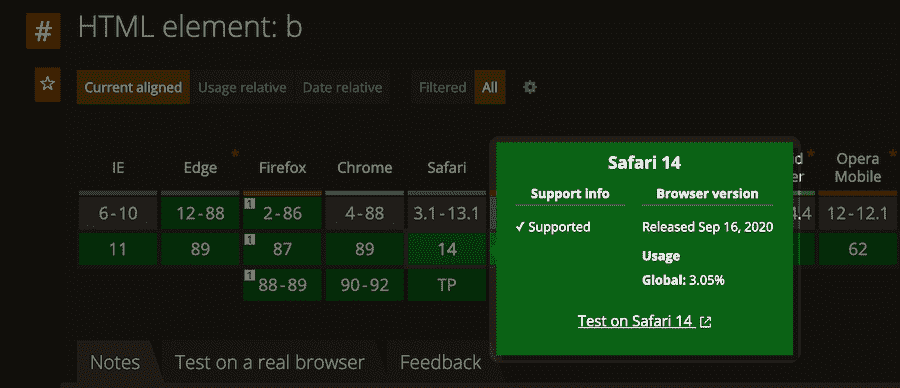 # HTML element: b
Current aligned Usage relative Date relative Filtered All
IE Edge * Firefox Chrome Safari * Opera
Mobile
6-10 12-88 1 2-86 4-88 3.1-13.1 4.4 12-12.1
11 89 1 87 89 14 62
1 88-89 90-92 TP
Safari 14
Support info Browser version
✓ Supported Released Sep 16, 2020
Usage
Global: 3.05%
Test on Safari 14
Notes Test on a real browser Feedback